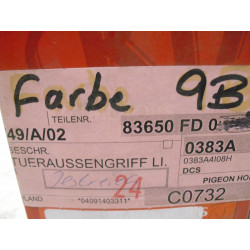 Farbe 9B
TEILENR.
49/A/02 83650 FD 0
BESCHR. 0383A
0383A4I08H
TUERAUSSENGRIFF LI.
DCS
24 PIGEON HO
LAND *04091403311* C0732